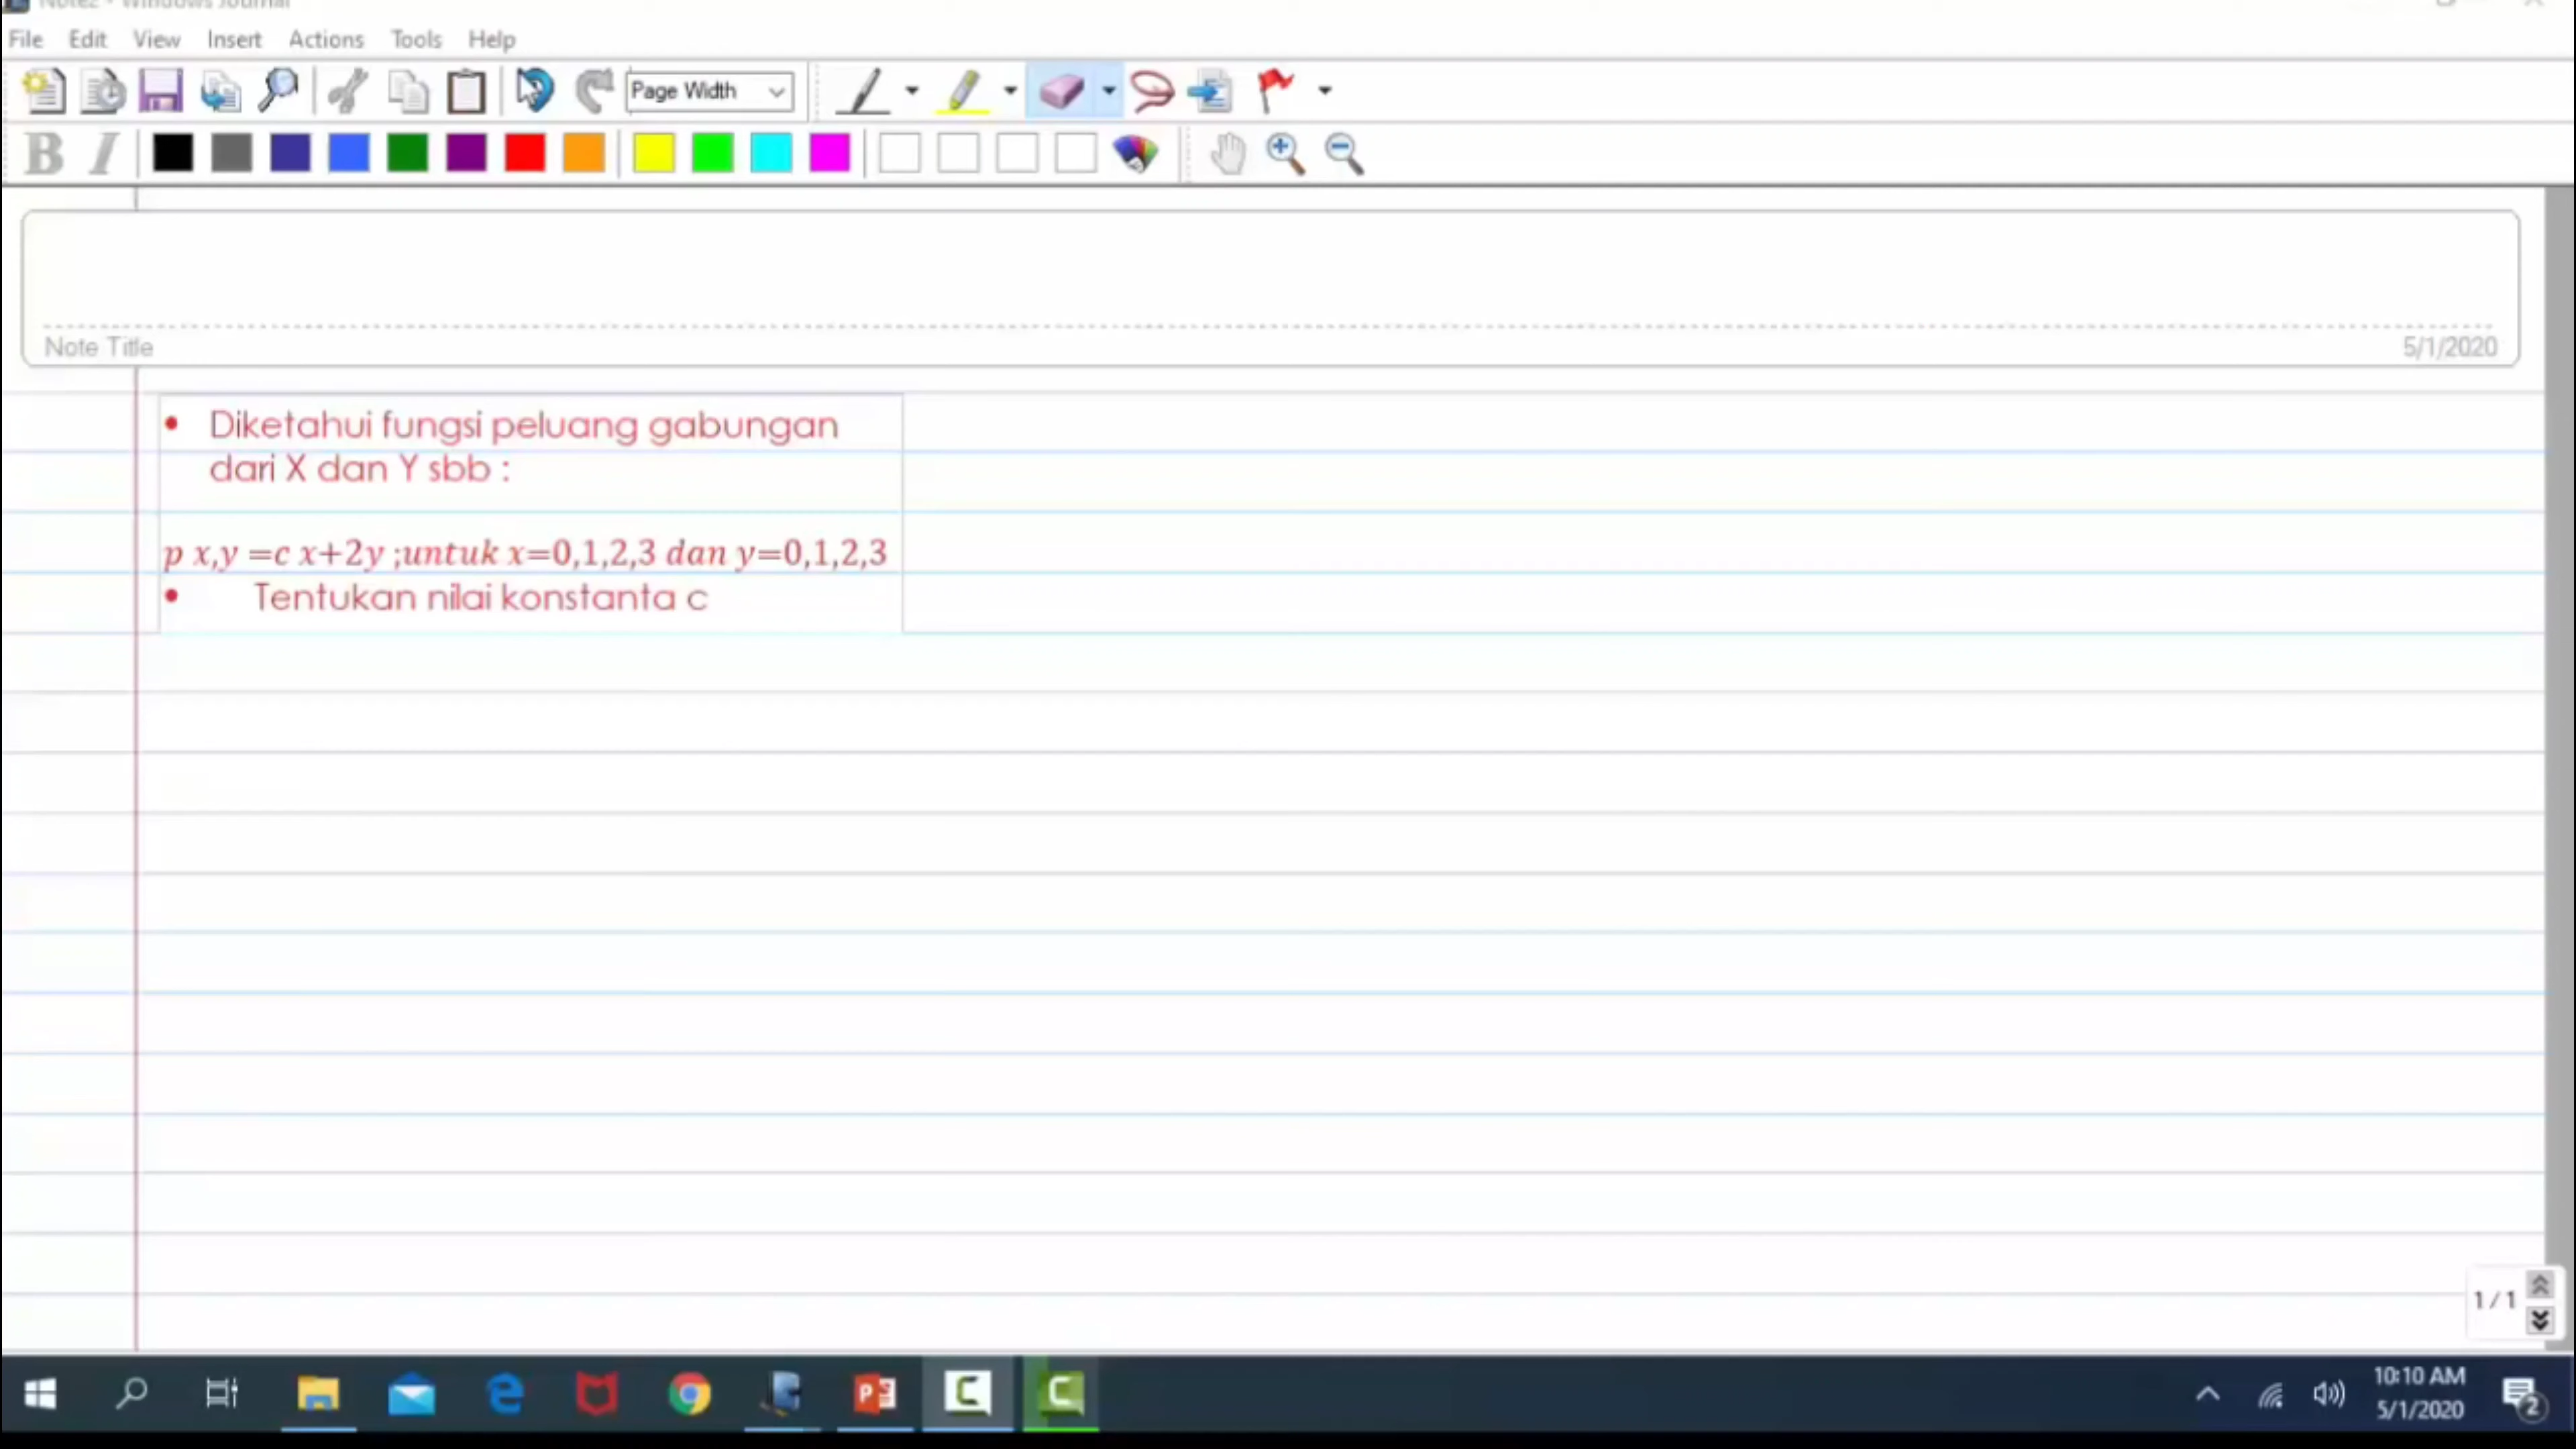 File Edit View Insert Actions Tools Help
Page Width
B I
Note Title
5/1/2020
• Diketahui fungsi peluang gabungan
dari X dan Y sbb :
p x,y =c x+2y ;untuk x=0,1,2,3 dan y=0,1,2,3
• Tentukan nilai konstanta c
1 / 1
10:10 AM
5/1/2020
2